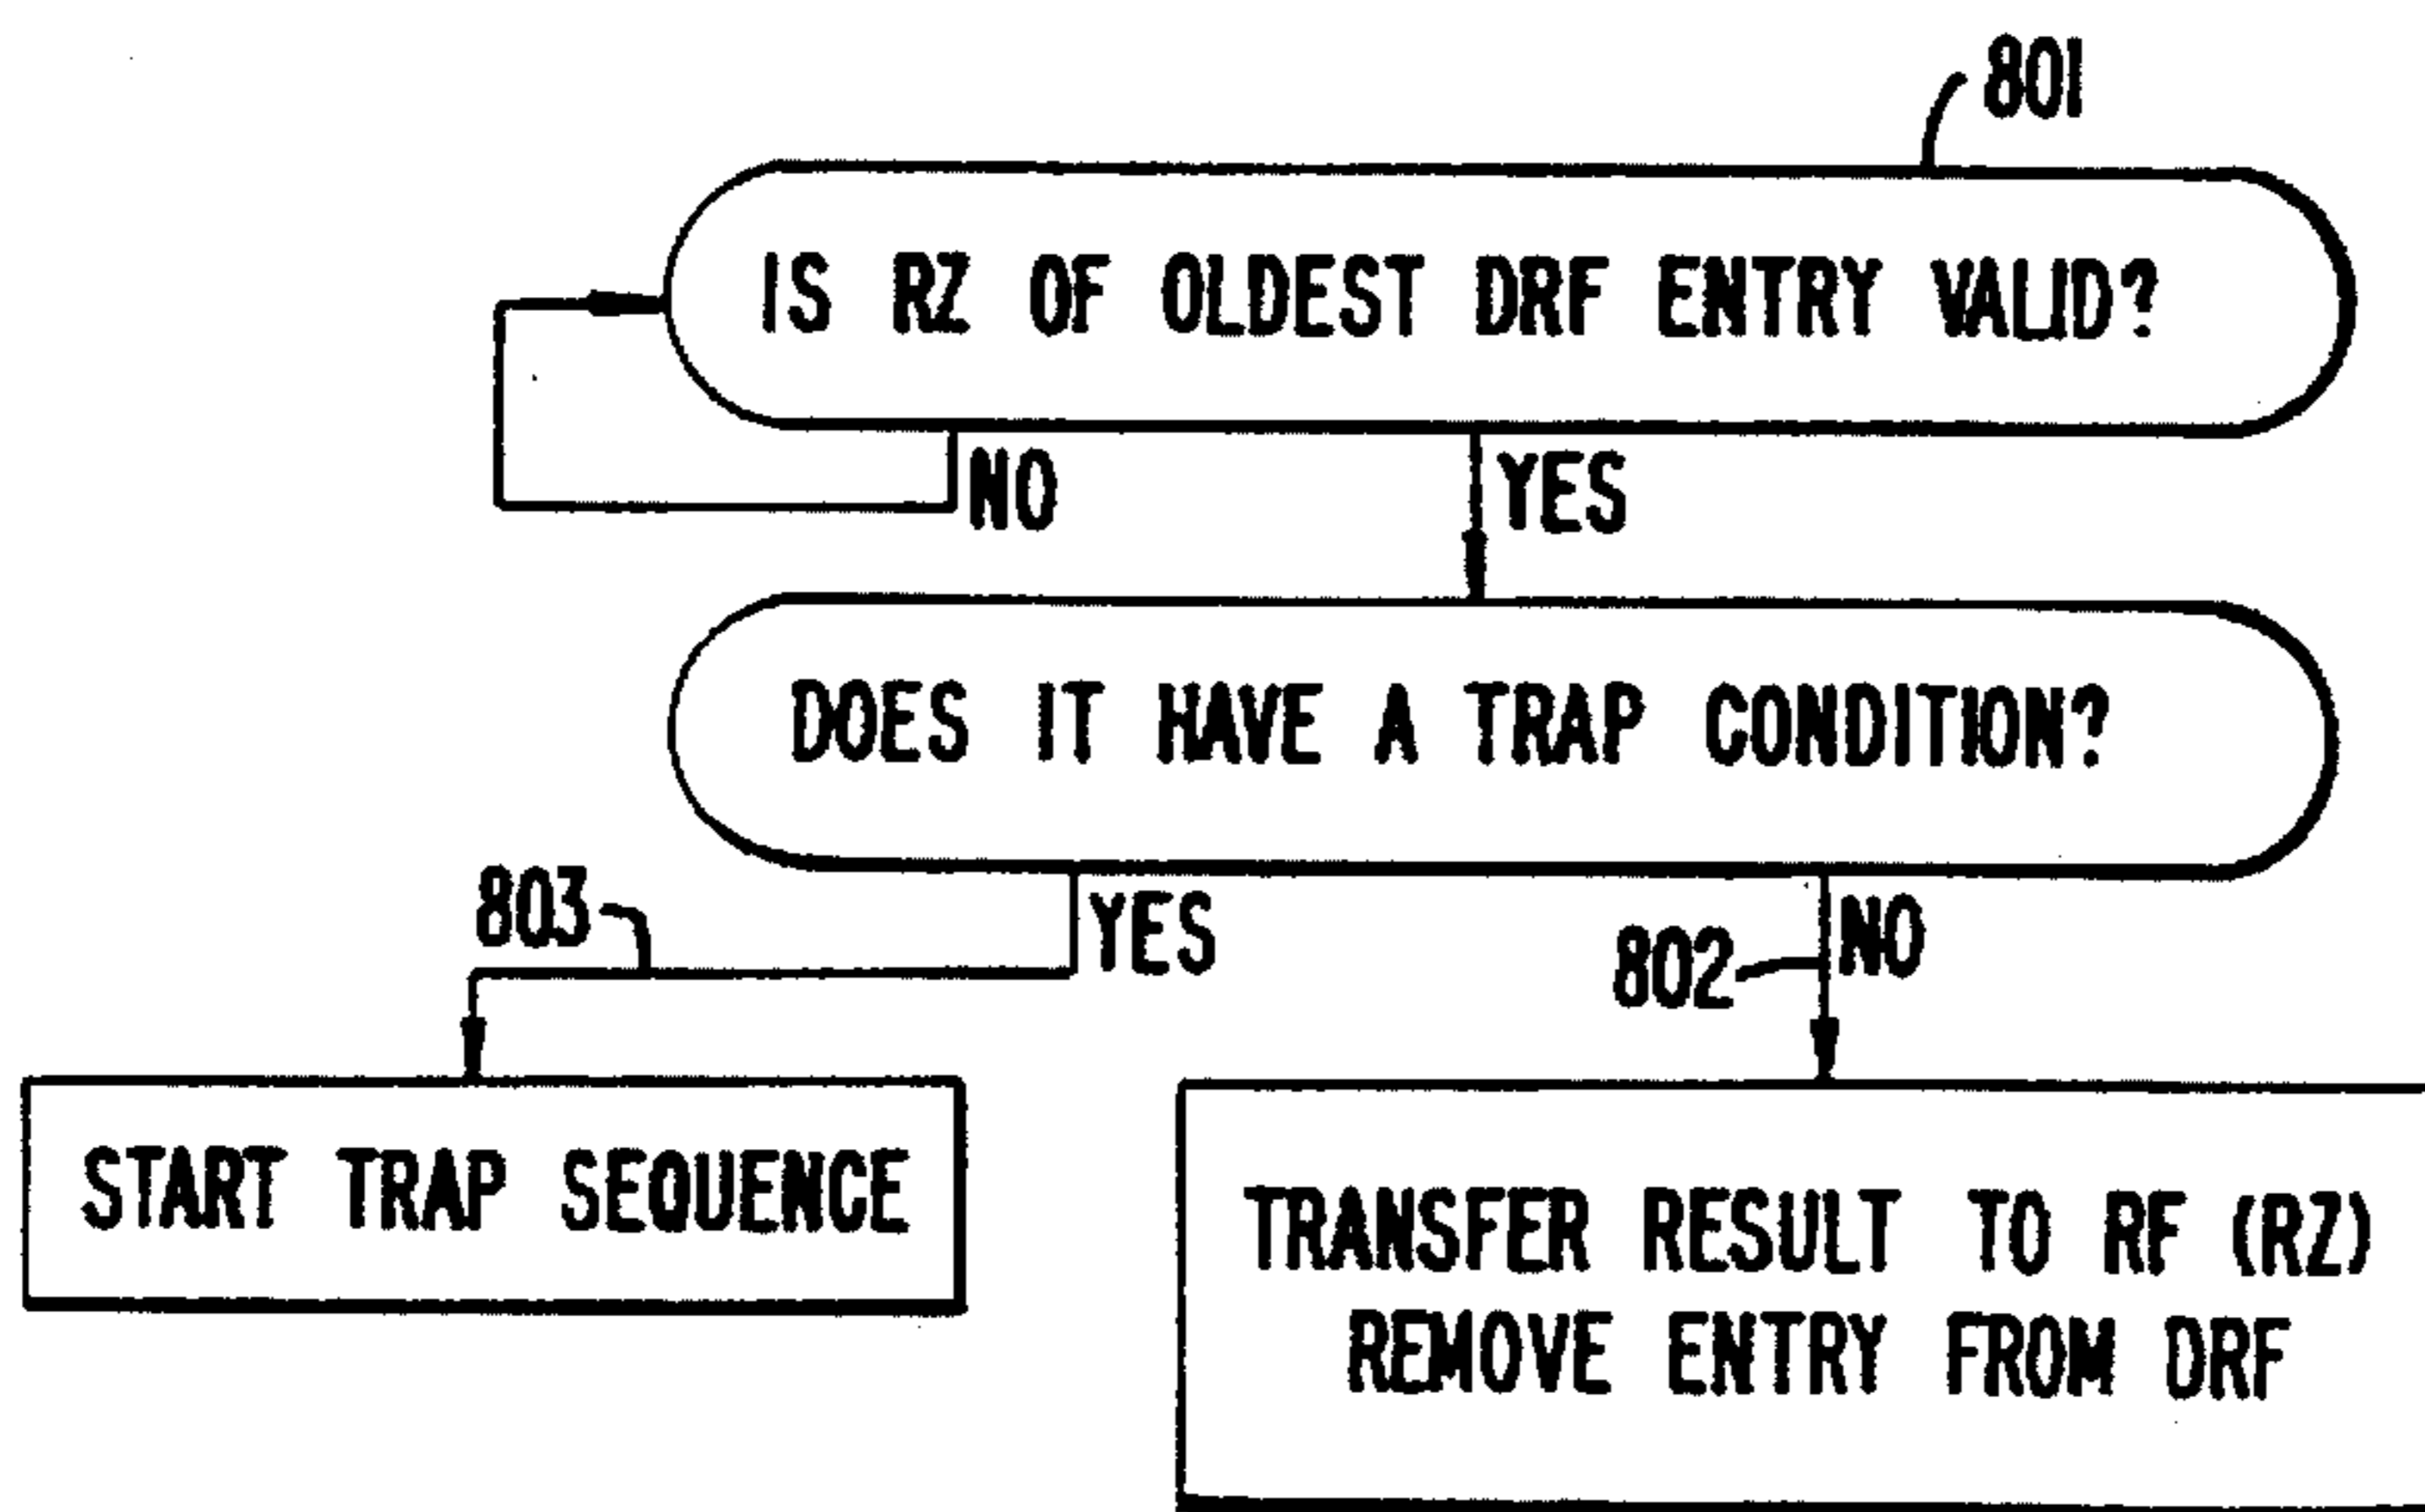 801
IS RZ OF OLDEST DRF ENTRY VALID?
NO
YES
DOES IT HAVE A TRAP CONDITION?
803
YES
802
NO
START TRAP SEQUENCE
TRANSFER RESULT TO RF (RZ)
REMOVE ENTRY FROM DRF